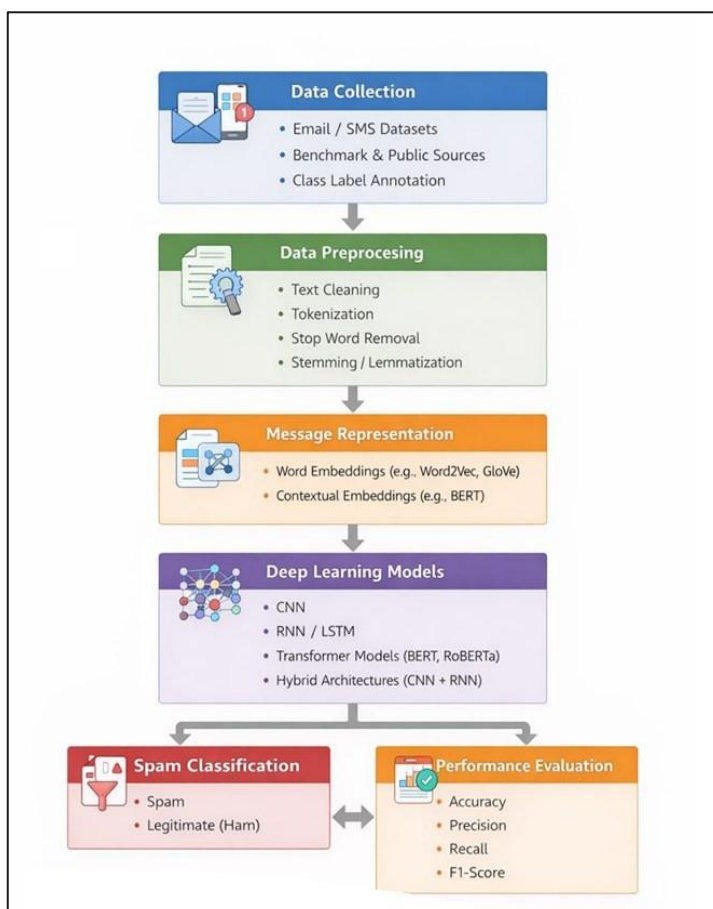 Data Collection
1
• Email / SMS Datasets
• Benchmark & Public Sources
• Class Label Annotation
Data Preprocesing
• Text Cleaning
• Tokenization
• Stop Word Removal
• Stemming / Lemmatization
Message Representation
• Word Embeddings (e.g., Word2Vec, GloVe)
• Contextual Embeddings (e.g., BERT)
Deep Learning Models
• CNN
• RNN / LSTM
• Transformer Models (BERT, RoBERTa)
• Hybrid Architectures (CNN + RNN)
Spam Classification
• Spam
• Legitimate (Ham)
Performance Evaluation
• Accuracy
• Precision
• Recall
• F1-Score